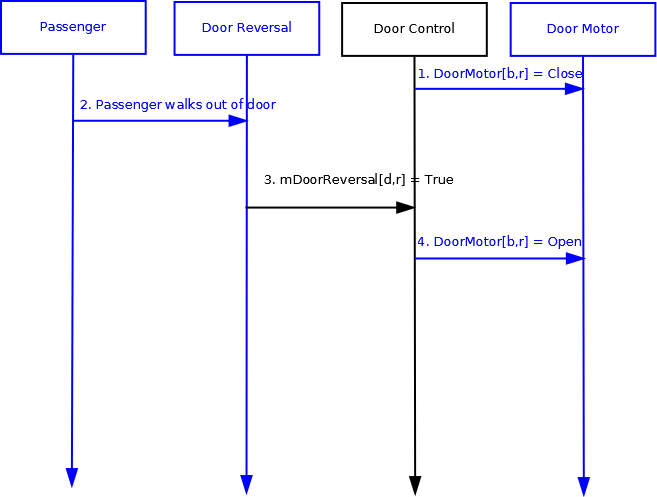 Passenger
Door Reversal
Door Control
Door Motor
1. DoorMotor[b,r] = Close
2. Passenger walks out of door
3. mDoorReversal[d,r] = True
4. DoorMotor[b,r] = Open